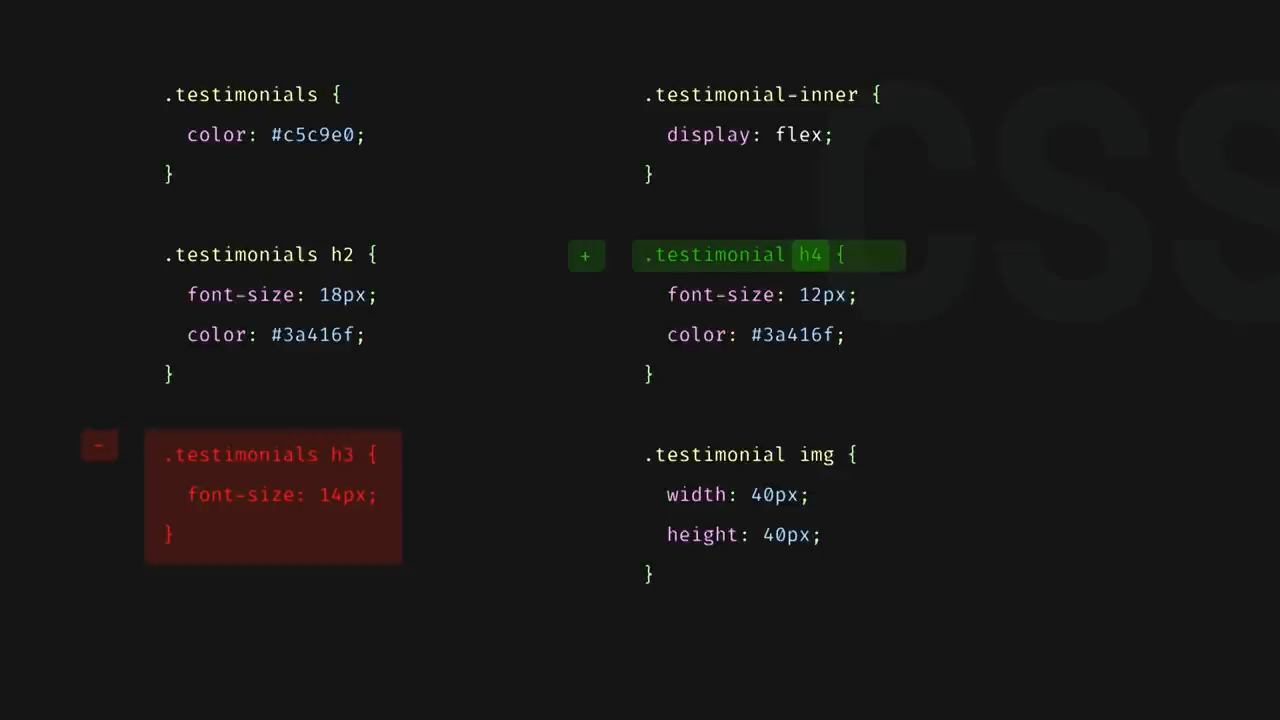 .testimonials {
  color: #c5c9e0;
}
.testimonials h2 {
  font-size: 18px;
  color: #3a416f;
}
-
.testimonials h3 {
  font-size: 14px;
}
CSS
.testimonial-inner {
  display: flex;
}
+
.testimonial h4 {
  font-size: 12px;
  color: #3a416f;
}
.testimonial img {
  width: 40px;
  height: 40px;
}